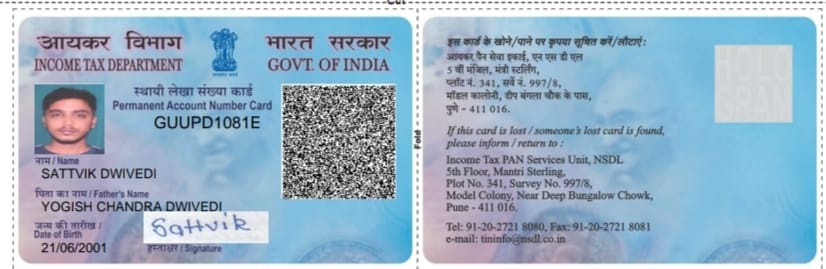 Cut
आयकर विभाग
INCOME TAX DEPARTMENT
भारत सरकार
GOVT. OF INDIA
स्थायी लेखा संख्या कार्ड
Permanent Account Number Card
GUUPD1081E
नाम / Name
SATTVIK DWIVEDI
पिता का नाम / Father's Name
YOGISH CHANDRA DWIVEDI
जन्म की तारीख /
Date of Birth
21/06/2001
Sattvik
हस्ताक्षर / Signature
Fold
इस कार्ड के खोने/पाने पर कृपया सूचित करें/लौटाएं:
आयकर पैन सेवा इकाई, एन एस डी एल
5 वीं मंजिल, मंत्री स्टर्लिंग,
प्लॉट नं. 341, सर्वे नं. 997/8,
मॉडल कालोनी, दीप बंगला चौक के पास,
पुणे - 411 016.
If this card is lost / someone's lost card is found,
please inform / return to :
Income Tax PAN Services Unit, NSDL
5th Floor, Mantri Sterling,
Plot No. 341, Survey No. 997/8,
Model Colony, Near Deep Bungalow Chowk,
Pune - 411 016.
Tel: 91-20-2721 8080, Fax: 91-20-2721 8081
e-mail: tininfo@nsdl.co.in